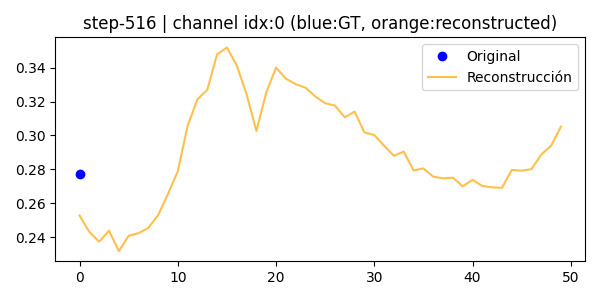 step-516 | channel idx:0 (blue:GT, orange:reconstructed)
Original
Reconstrucción
0.34
0.32
0.30
0.28
0.26
0.24
0 10 20 30 40 50